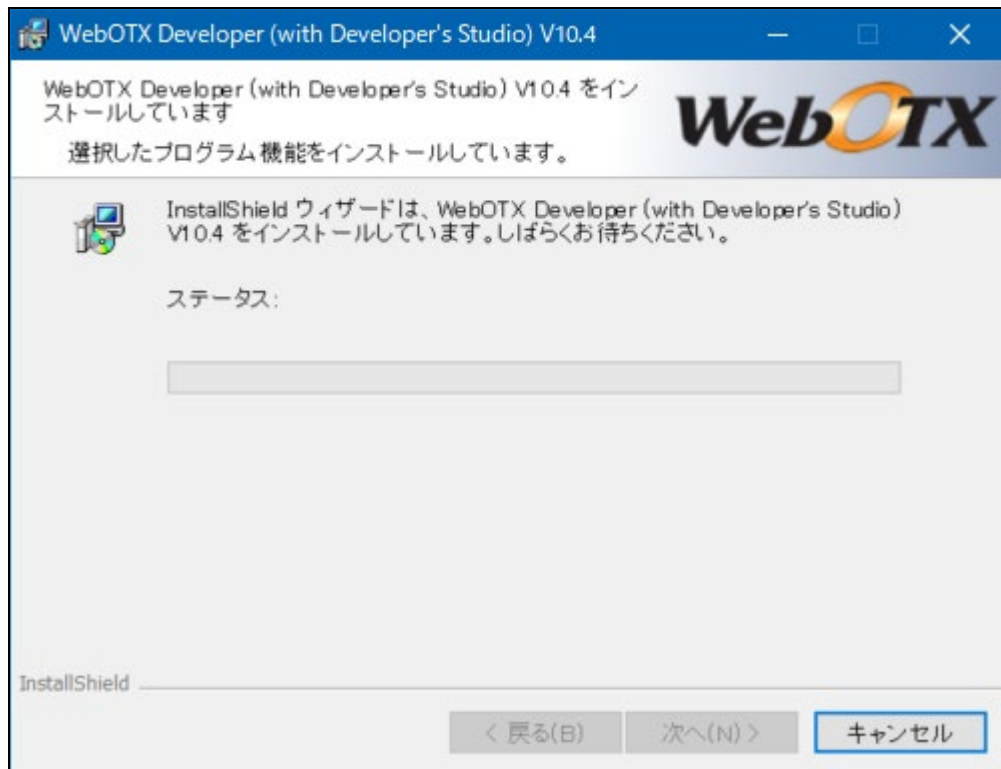 WebOTX Developer (with Developer's Studio) V10.4
WebOTX Developer (with Developer's Studio) V10.4 をイン
ストールしています
WebOTX
選択したプログラム機能をインストールしています。
InstallShield ウィザードは、WebOTX Developer (with Developer's Studio)
V10.4 をインストールしています。しばらくお待ちください。
ステータス:
InstallShield
< 戻る(B)
次へ(N) >
キャンセル